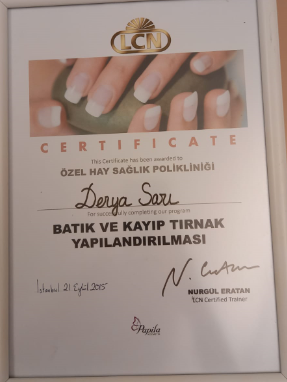 LCN
CERTIFICATE
This Certificate has been awarded to
ÖZEL HAY SAĞLIK POLİKLİNİĞİ
Derya Sarı
for successfully completing our program
BATIK VE KAYIP TIRNAK
YAPILANDIRILMASI
İstanbul 21 Eylül 2015
NURGÜL ERATAN
LCN Certified Trainer
Papila